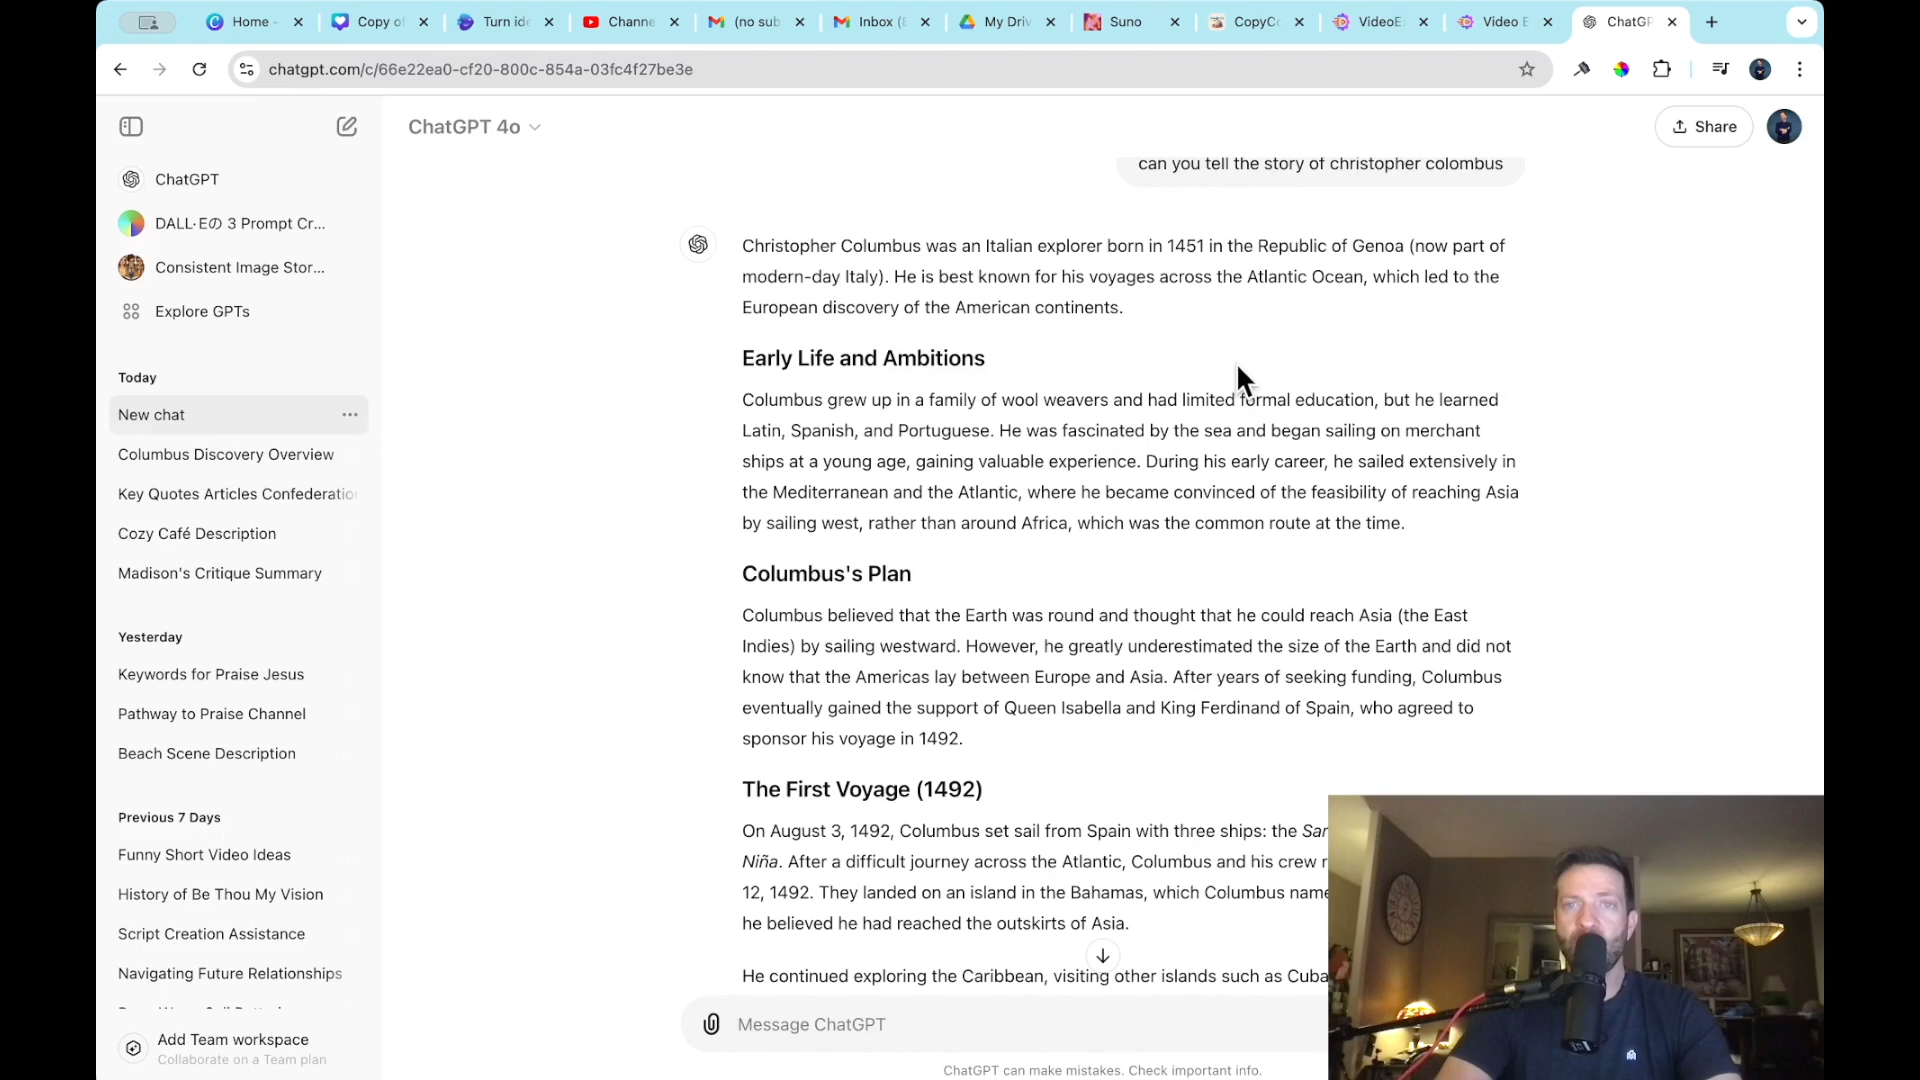 Home -
Copy of
Turn ide
Channe
(no sub
Inbox (8
My Driv
Suno
CopyCo
VideoE
Video E
ChatGP
chatgpt.com/c/66e22ea0-cf20-800c-854a-03fc4f27be3e
ChatGPT 4o
Share
ChatGPT
DALL·Eの 3 Prompt Cr...
Consistent Image Stor...
Explore GPTs
Today
New chat
Columbus Discovery Overview
Key Quotes Articles Confederation
Cozy Café Description
Madison's Critique Summary
Yesterday
Keywords for Praise Jesus
Pathway to Praise Channel
Beach Scene Description
Previous 7 Days
Funny Short Video Ideas
History of Be Thou My Vision
Script Creation Assistance
Navigating Future Relationships
Add Team workspace
Collaborate on a Team plan
can you tell the story of christopher colombus
Christopher Columbus was an Italian explorer born in 1451 in the Republic of Genoa (now part of
modern-day Italy). He is best known for his voyages across the Atlantic Ocean, which led to the
European discovery of the American continents.
Early Life and Ambitions
Columbus grew up in a family of wool weavers and had limited formal education, but he learned
Latin, Spanish, and Portuguese. He was fascinated by the sea and began sailing on merchant
ships at a young age, gaining valuable experience. During his early career, he sailed extensively in
the Mediterranean and the Atlantic, where he became convinced of the feasibility of reaching Asia
by sailing west, rather than around Africa, which was the common route at the time.
Columbus's Plan
Columbus believed that the Earth was round and thought that he could reach Asia (the East
Indies) by sailing westward. However, he greatly underestimated the size of the Earth and did not
know that the Americas lay between Europe and Asia. After years of seeking funding, Columbus
eventually gained the support of Queen Isabella and King Ferdinand of Spain, who agreed to
sponsor his voyage in 1492.
The First Voyage (1492)
On August 3, 1492, Columbus set sail from Spain with three ships: the Sar
Niña. After a difficult journey across the Atlantic, Columbus and his crew r
12, 1492. They landed on an island in the Bahamas, which Columbus name
he believed he had reached the outskirts of Asia.
He continued exploring the Caribbean, visiting other islands such as Cuba
Message ChatGPT
ChatGPT can make mistakes. Check important info.